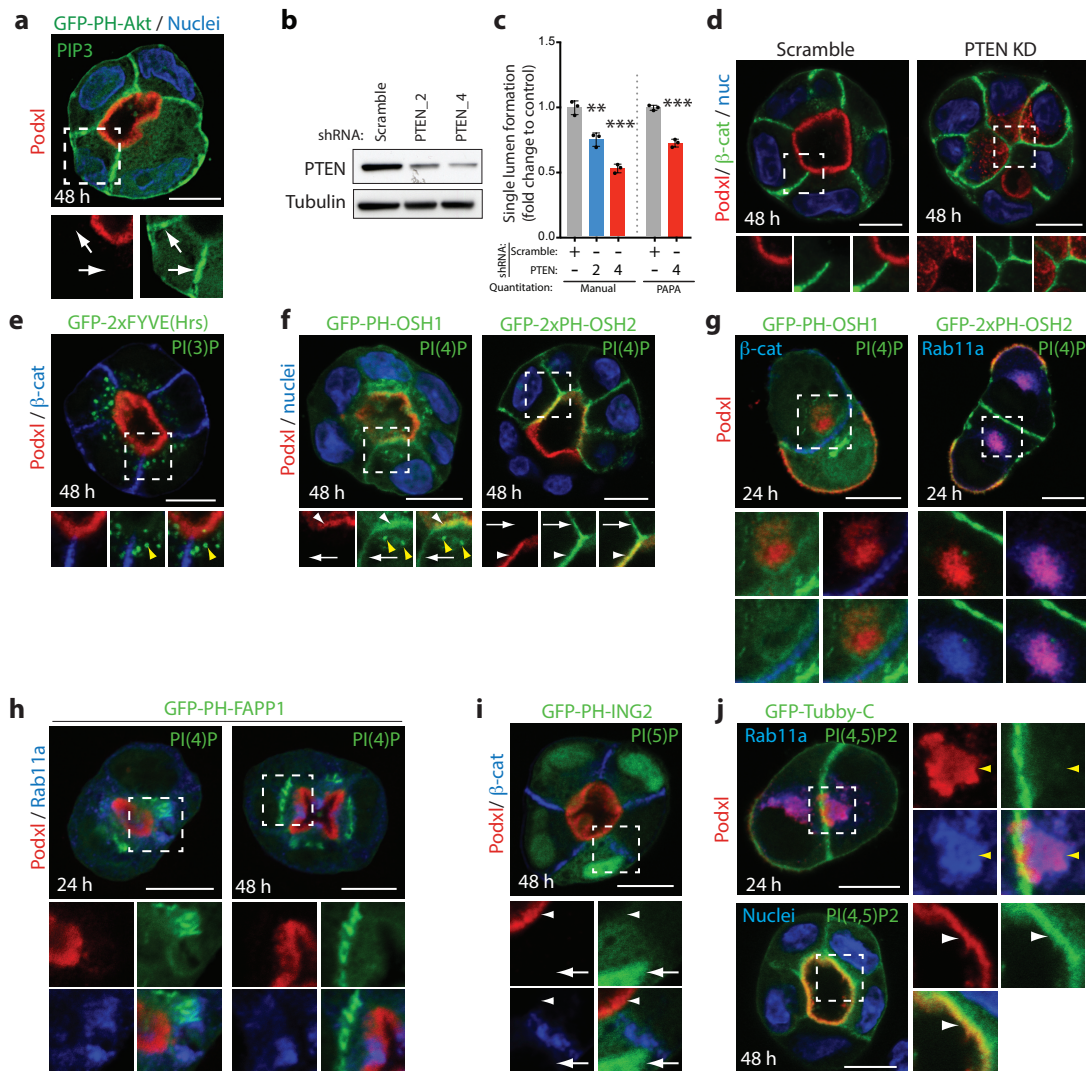 a
GFP-PH-Akt / Nuclei
PIP3
Podxl
48 h
b
shRNA:
Scramble
PTEN_2
PTEN_4
PTEN
Tubulin
c
Single lumen formation
(fold change to control)
1.5
1.0
0.5
0.0
**
***
***
shRNA
Scramble: + – – + –
PTEN: – 2 4 – 4
Quantitation: Manual PAPA
d
Scramble PTEN KD
Podxl/ β-cat / nuc
48 h 48 h
e
GFP-2xFYVE(Hrs)
PI(3)P
Podxl / β-cat
48 h
f
GFP-PH-OSH1 GFP-2xPH-OSH2
PI(4)P PI(4)P
Podxl / nuclei
48 h 48 h
g
GFP-PH-OSH1 GFP-2xPH-OSH2
β-cat PI(4)P Rab11a PI(4)P
Podxl
24 h 24 h
h
GFP-PH-FAPP1
PI(4)P PI(4)P
Podxl / Rab11a
24 h 48 h
i
GFP-PH-ING2
PI(5)P
Podxl/ β-cat
48 h
j
GFP-Tubby-C
Rab11a PI(4,5)P2
Podxl
24 h
Nuclei PI(4,5)P2
48 h